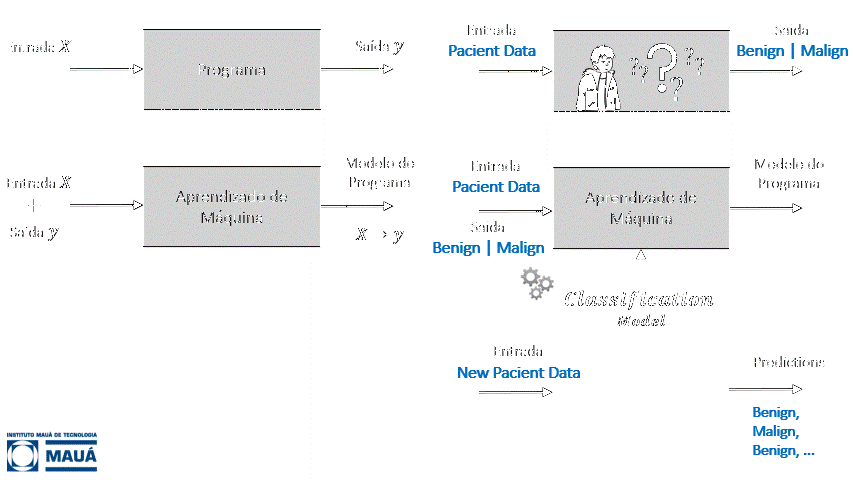 Entrada X
Programa
Saída y
Entrada X
+
Saída y
Aprendizado de
Máquina
Modelo do
Programa
X → y
Entrada
Pacient Data
?? ? ?? ?
Saída
Benign | Malign
Entrada
Pacient Data
Saída
Benign | Malign
Aprendizado de
Máquina
Modelo do
Programa
Classification
Model
Entrada
New Pacient Data
Predictions
Benign,
Malign,
Benign, ...
INSTITUTO MAUÁ DE TECNOLOGIA
MAUÁ